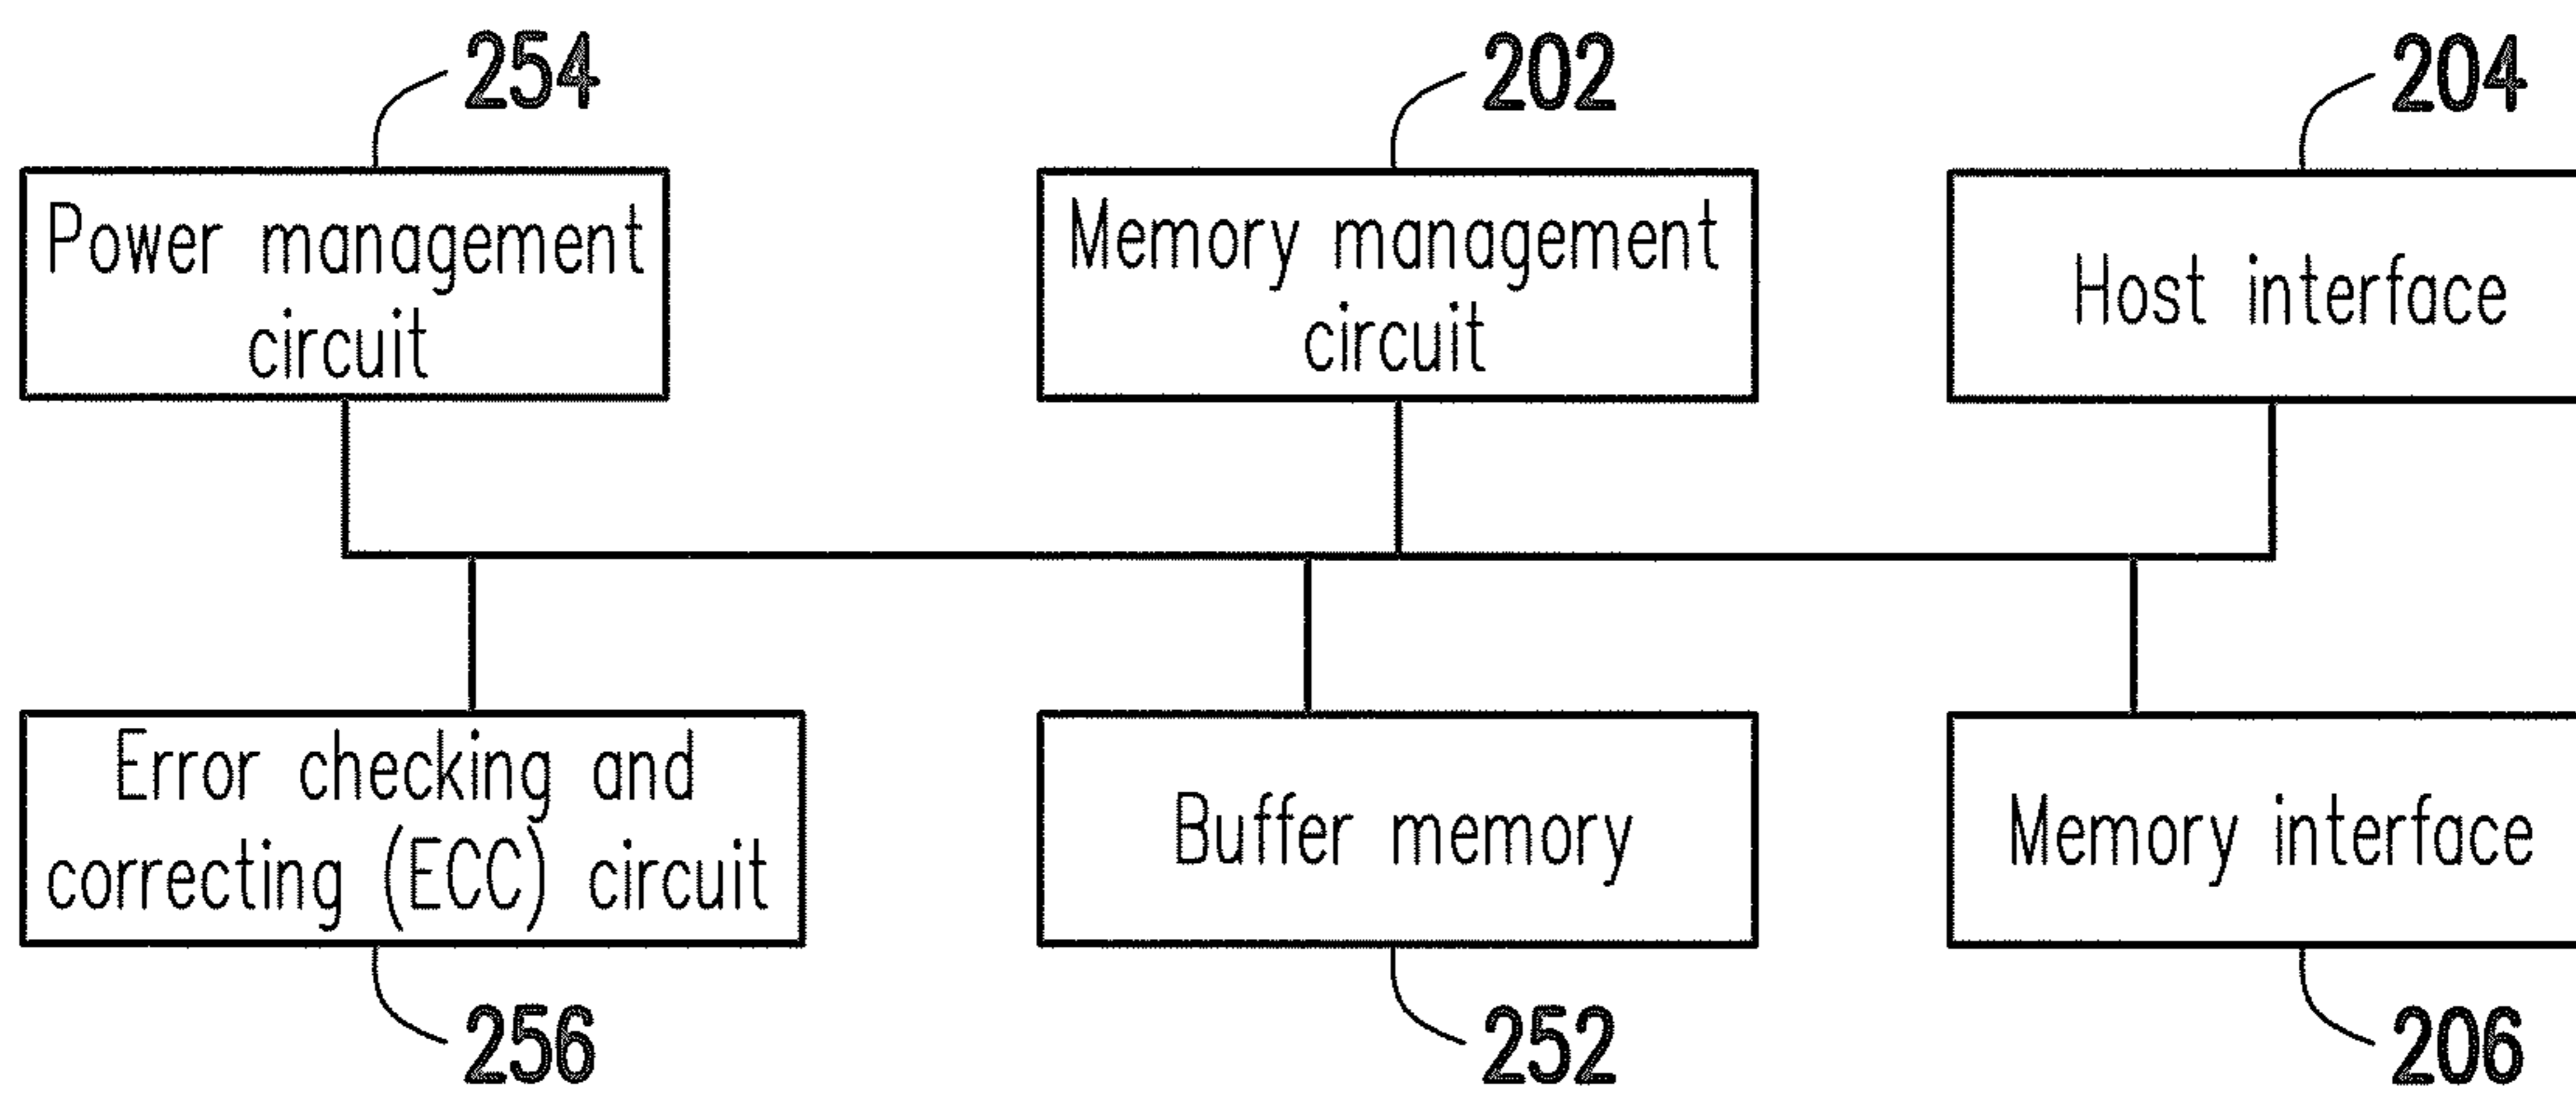 254
202
204
Power management
circuit
Memory management
circuit
Host interface
Error checking and
correcting (ECC) circuit
Buffer memory
Memory interface
256
252
206